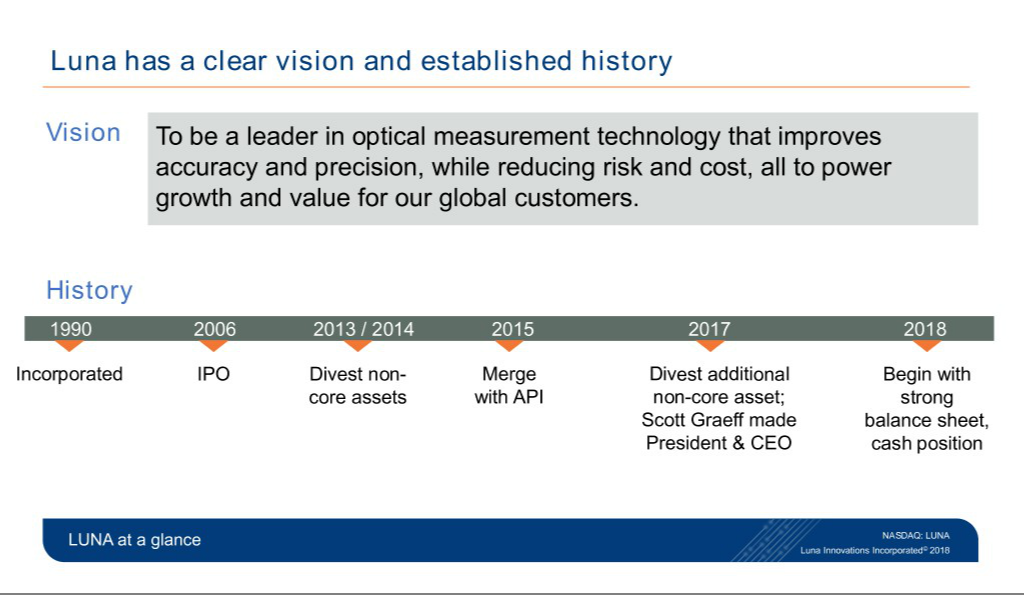 Luna has a clear vision and established history
Vision
To be a leader in optical measurement technology that improves
accuracy and precision, while reducing risk and cost, all to power
growth and value for our global customers.
History
1990
2006
2013 / 2014
2015
2017
2018
Incorporated
IPO
Divest non-
core assets
Merge
with API
Divest additional
non-core asset;
Scott Graeff made
President & CEO
Begin with
strong
balance sheet,
cash position
LUNA at a glance
NASDAQ: LUNA
Luna Innovations Incorporated© 2018